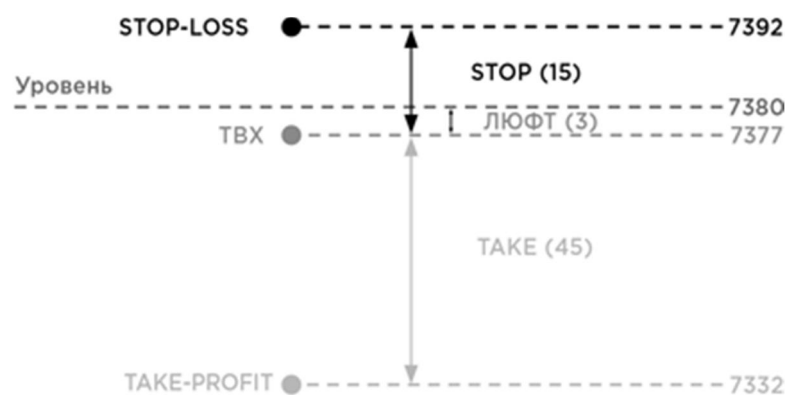 STOP-LOSS 7392
STOP (15)
Уровень
7380
ЛЮФТ (3)
ТВХ 7377
TAKE (45)
TAKE-PROFIT 7332